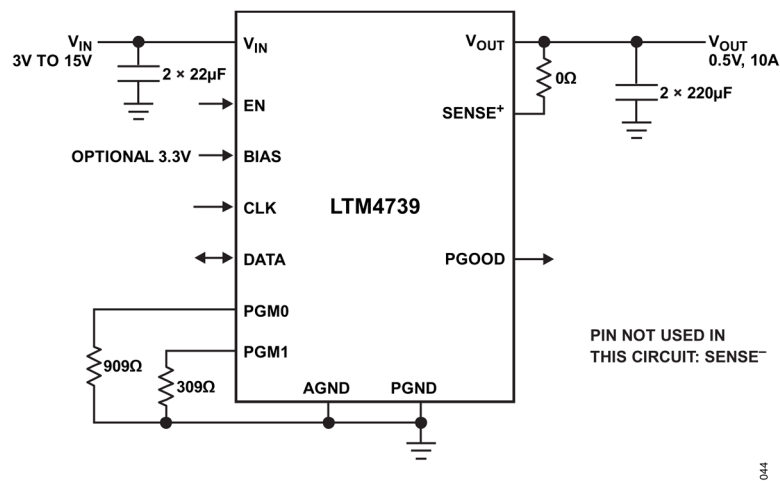 VIN
3V TO 15V
2 × 22µF
VIN
EN
OPTIONAL 3.3V
BIAS
CLK
DATA
PGM0
PGM1
909Ω
309Ω
LTM4739
AGND
PGND
VOUT
SENSE+
PGOOD
0Ω
2 × 220µF
VOUT
0.5V, 10A
PIN NOT USED IN
THIS CIRCUIT: SENSE–
044